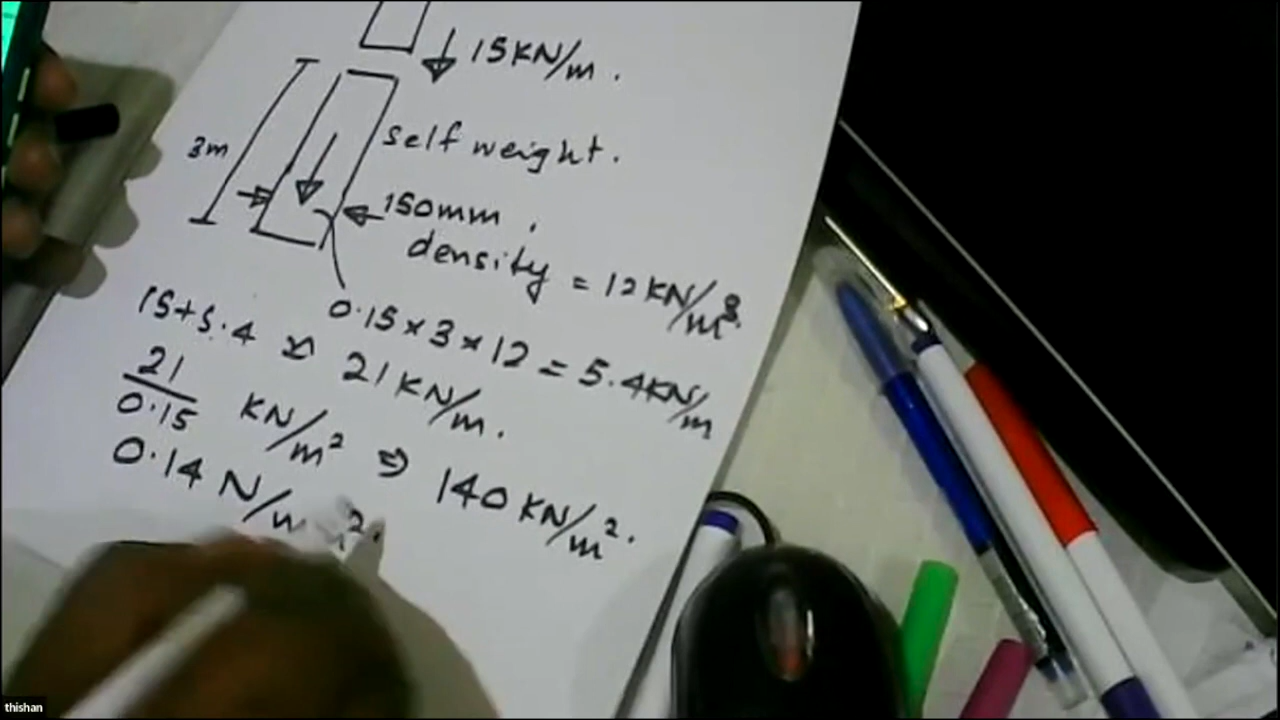 15KN/m.
self weight.
3m
150mm.
density = 12KN/m3.
0.15 × 3 × 12 = 5.4KN/m
15+5.4 ≈ 21KN/m.
21/0.15 KN/m² ⇒ 140KN/m².
0.14 N/m
thishan